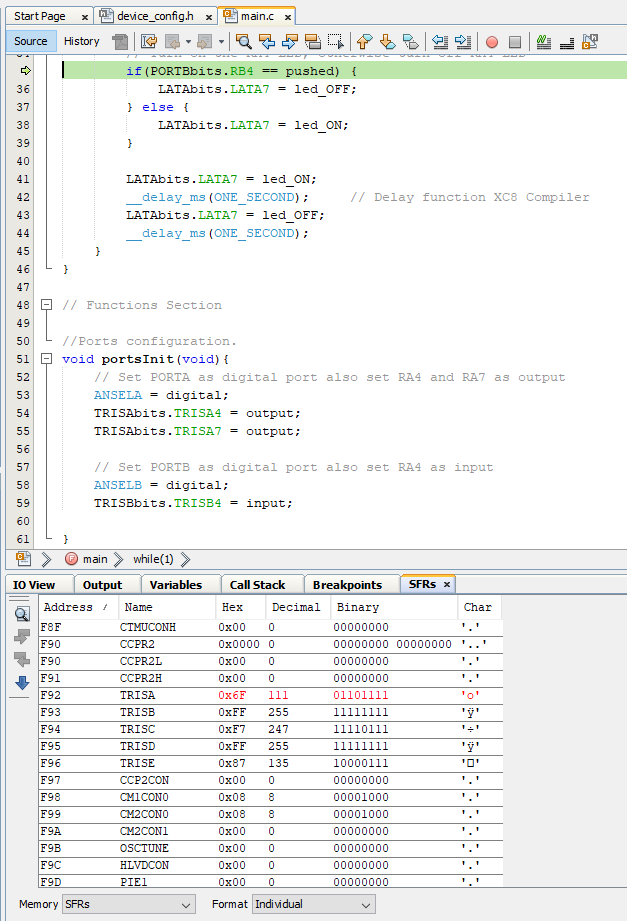 Start Page × device_config.h × main.c ×
Source History
if(PORTBbits.RB4 == pushed) {
36 LATAbits.LATA7 = led_OFF;
37 } else {
38 LATAbits.LATA7 = led_ON;
39 }
40
41 LATAbits.LATA7 = led_ON;
42 __delay_ms(ONE_SECOND); // Delay function XC8 Compiler
43 LATAbits.LATA7 = led_OFF;
44 __delay_ms(ONE_SECOND);
45 }
46 }
47
48 // Functions Section
49
50 //Ports configuration.
51 void portsInit(void){
52 // Set PORTA as digital port also set RA4 and RA7 as output
53 ANSELA = digital;
54 TRISAbits.TRISA4 = output;
55 TRISAbits.TRISA7 = output;
56
57 // Set PORTB as digital port also set RA4 as input
58 ANSELB = digital;
59 TRISBbits.TRISB4 = input;
60
61 }
main while(1)
IO View Output Variables Call Stack Breakpoints SFRs ×
Address / Name Hex Decimal Binary Char
F8F CTMUCONH 0x00 0 00000000 '.'
F90 CCPR2 0x0000 0 00000000 00000000 '..'
F90 CCPR2L 0x00 0 00000000 '.'
F91 CCPR2H 0x00 0 00000000 '.'
F92 TRISA 0x6F 111 01101111 'o'
F93 TRISB 0xFF 255 11111111 'ÿ'
F94 TRISC 0xF7 247 11110111 '÷'
F95 TRISD 0xFF 255 11111111 'ÿ'
F96 TRISE 0x87 135 10000111 '□'
F97 CCP2CON 0x00 0 00000000 '.'
F98 CM1CON0 0x08 8 00001000 '.'
F99 CM2CON0 0x08 8 00001000 '.'
F9A CM2CON1 0x00 0 00000000 '.'
F9B OSCTUNE 0x00 0 00000000 '.'
F9C HLVDCON 0x00 0 00000000 '.'
F9D PIE1 0x00 0 00000000 '.'
Memory SFRs Format Individual